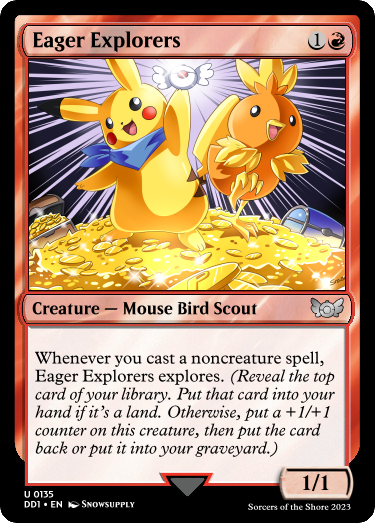 Eager Explorers 1
Creature — Mouse Bird Scout
Whenever you cast a noncreature spell,
Eager Explorers explores. (Reveal the top
card of your library. Put that card into your
hand if it's a land. Otherwise, put a +1/+1
counter on this creature, then put the card
back or put it into your graveyard.)
1/1
U 0135
DD1 • EN Snowsupply
Sorcers of the Shore 2023